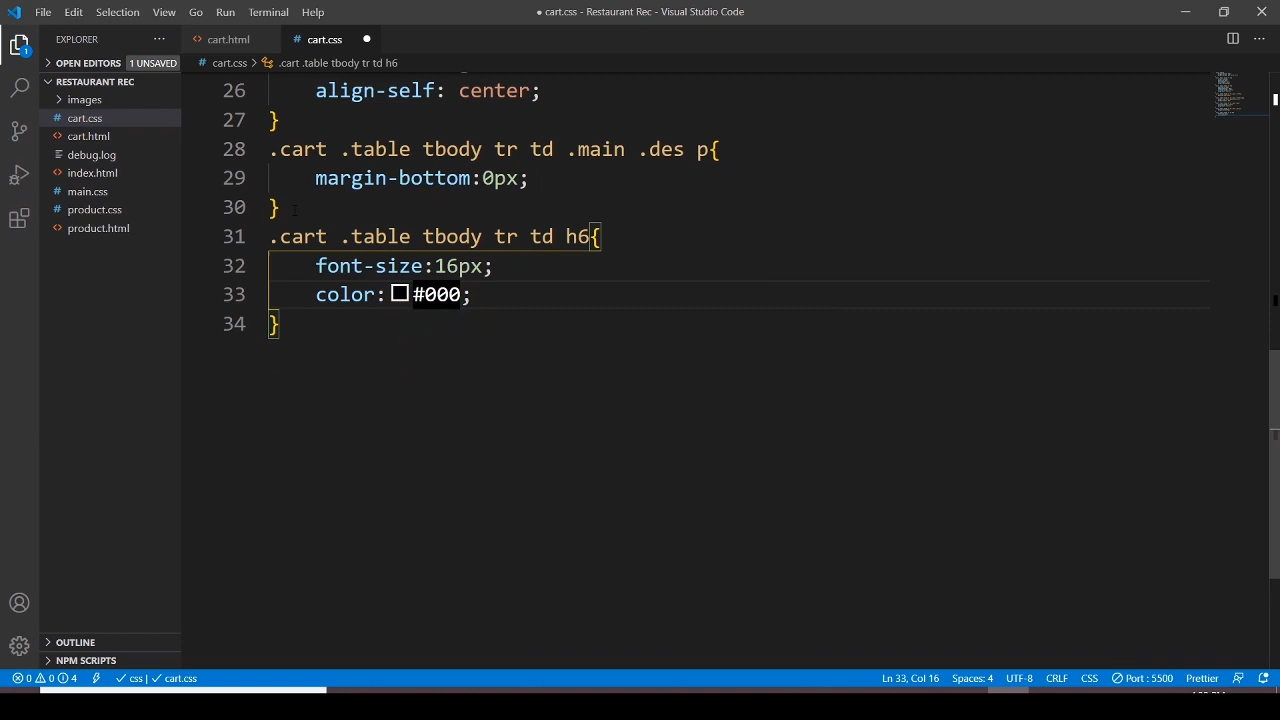 File Edit Selection View Go Run Terminal Help
● cart.css - Restaurant Rec - Visual Studio Code
EXPLORER ···
cart.html cart.css
OPEN EDITORS 1 UNSAVED
cart.css > .cart .table tbody tr td h6
RESTAURANT REC
images
cart.css
cart.html
debug.log
index.html
main.css
product.css
product.html
26 align-self: center;
27 }
28 .cart .table tbody tr td .main .des p{
29 margin-bottom:0px;
30 }
31 .cart .table tbody tr td h6{
32 font-size:16px;
33 color:#000;
34 }
1
OUTLINE
NPM SCRIPTS
0 0 4 css | cart.css Ln 33, Col 16 Spaces: 4 UTF-8 CRLF CSS Port : 5500 Prettier